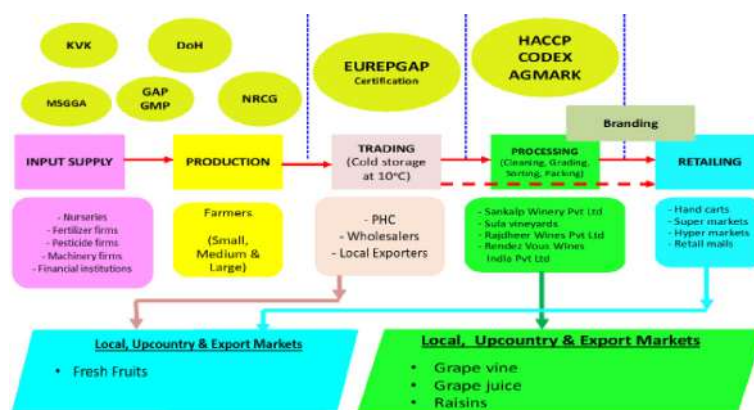 KVK
DoH
MSGGA
GAP
GMP
NRCG
EUREPGAP
Certification
HACCP
CODEX
AGMARK
Branding
INPUT SUPPLY
PRODUCTION
TRADING
(Cold storage
at 10°C)
PROCESSING
(Cleaning, Grading,
Sorting, Packing)
RETAILING
- Nurseries
- Fertilizer firms
- Pesticide firms
- Machinery firms
- Financial institutions
Farmers
(Small,
Medium &
Large)
- PHC
- Wholesalers
- Local Exporters
- Sankalp Winery Pvt Ltd
- Sula vineyards
- Rajdheer Wines Pvt Ltd
- Rendez Vous Wines
India Pvt Ltd
- Hand carts
- Super markets
- Hyper markets
- Retail malls
Local, Upcountry & Export Markets
• Fresh Fruits
Local, Upcountry & Export Markets
• Grape vine
• Grape juice
• Raisins